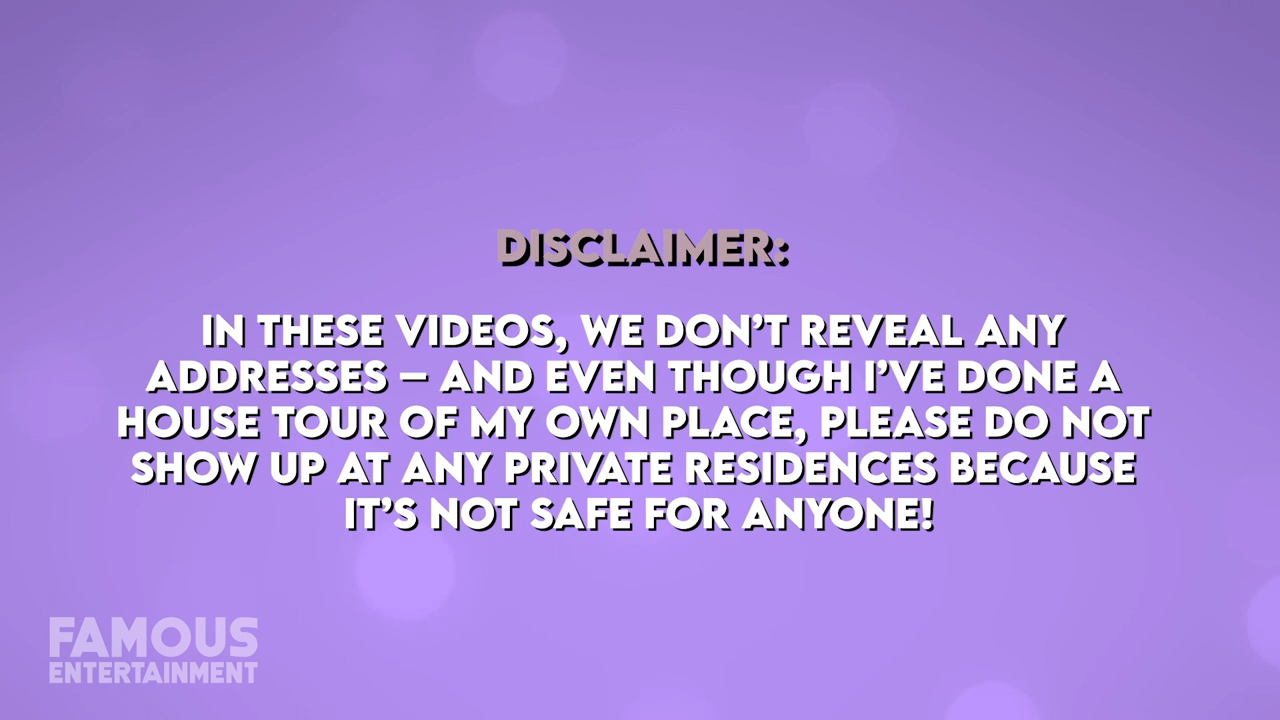 DISCLAIMER:
IN THESE VIDEOS, WE DON'T REVEAL ANY
ADDRESSES – AND EVEN THOUGH I'VE DONE A
HOUSE TOUR OF MY OWN PLACE, PLEASE DO NOT
SHOW UP AT ANY PRIVATE RESIDENCES BECAUSE
IT'S NOT SAFE FOR ANYONE!
FAMOUS
ENTERTAINMENT